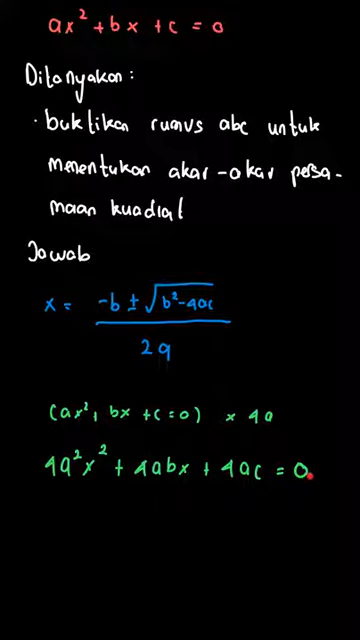 ax² + bx + c = 0
Ditanyakan :
· buktikan rumus abc untuk
menentukan akar-akar persa-
maan kuadrat
Jawab
x = (-b ± √(b² - 4ac)) / 2a
(ax² + bx + c = 0) × 4a
4a²x² + 4abx + 4ac = 0